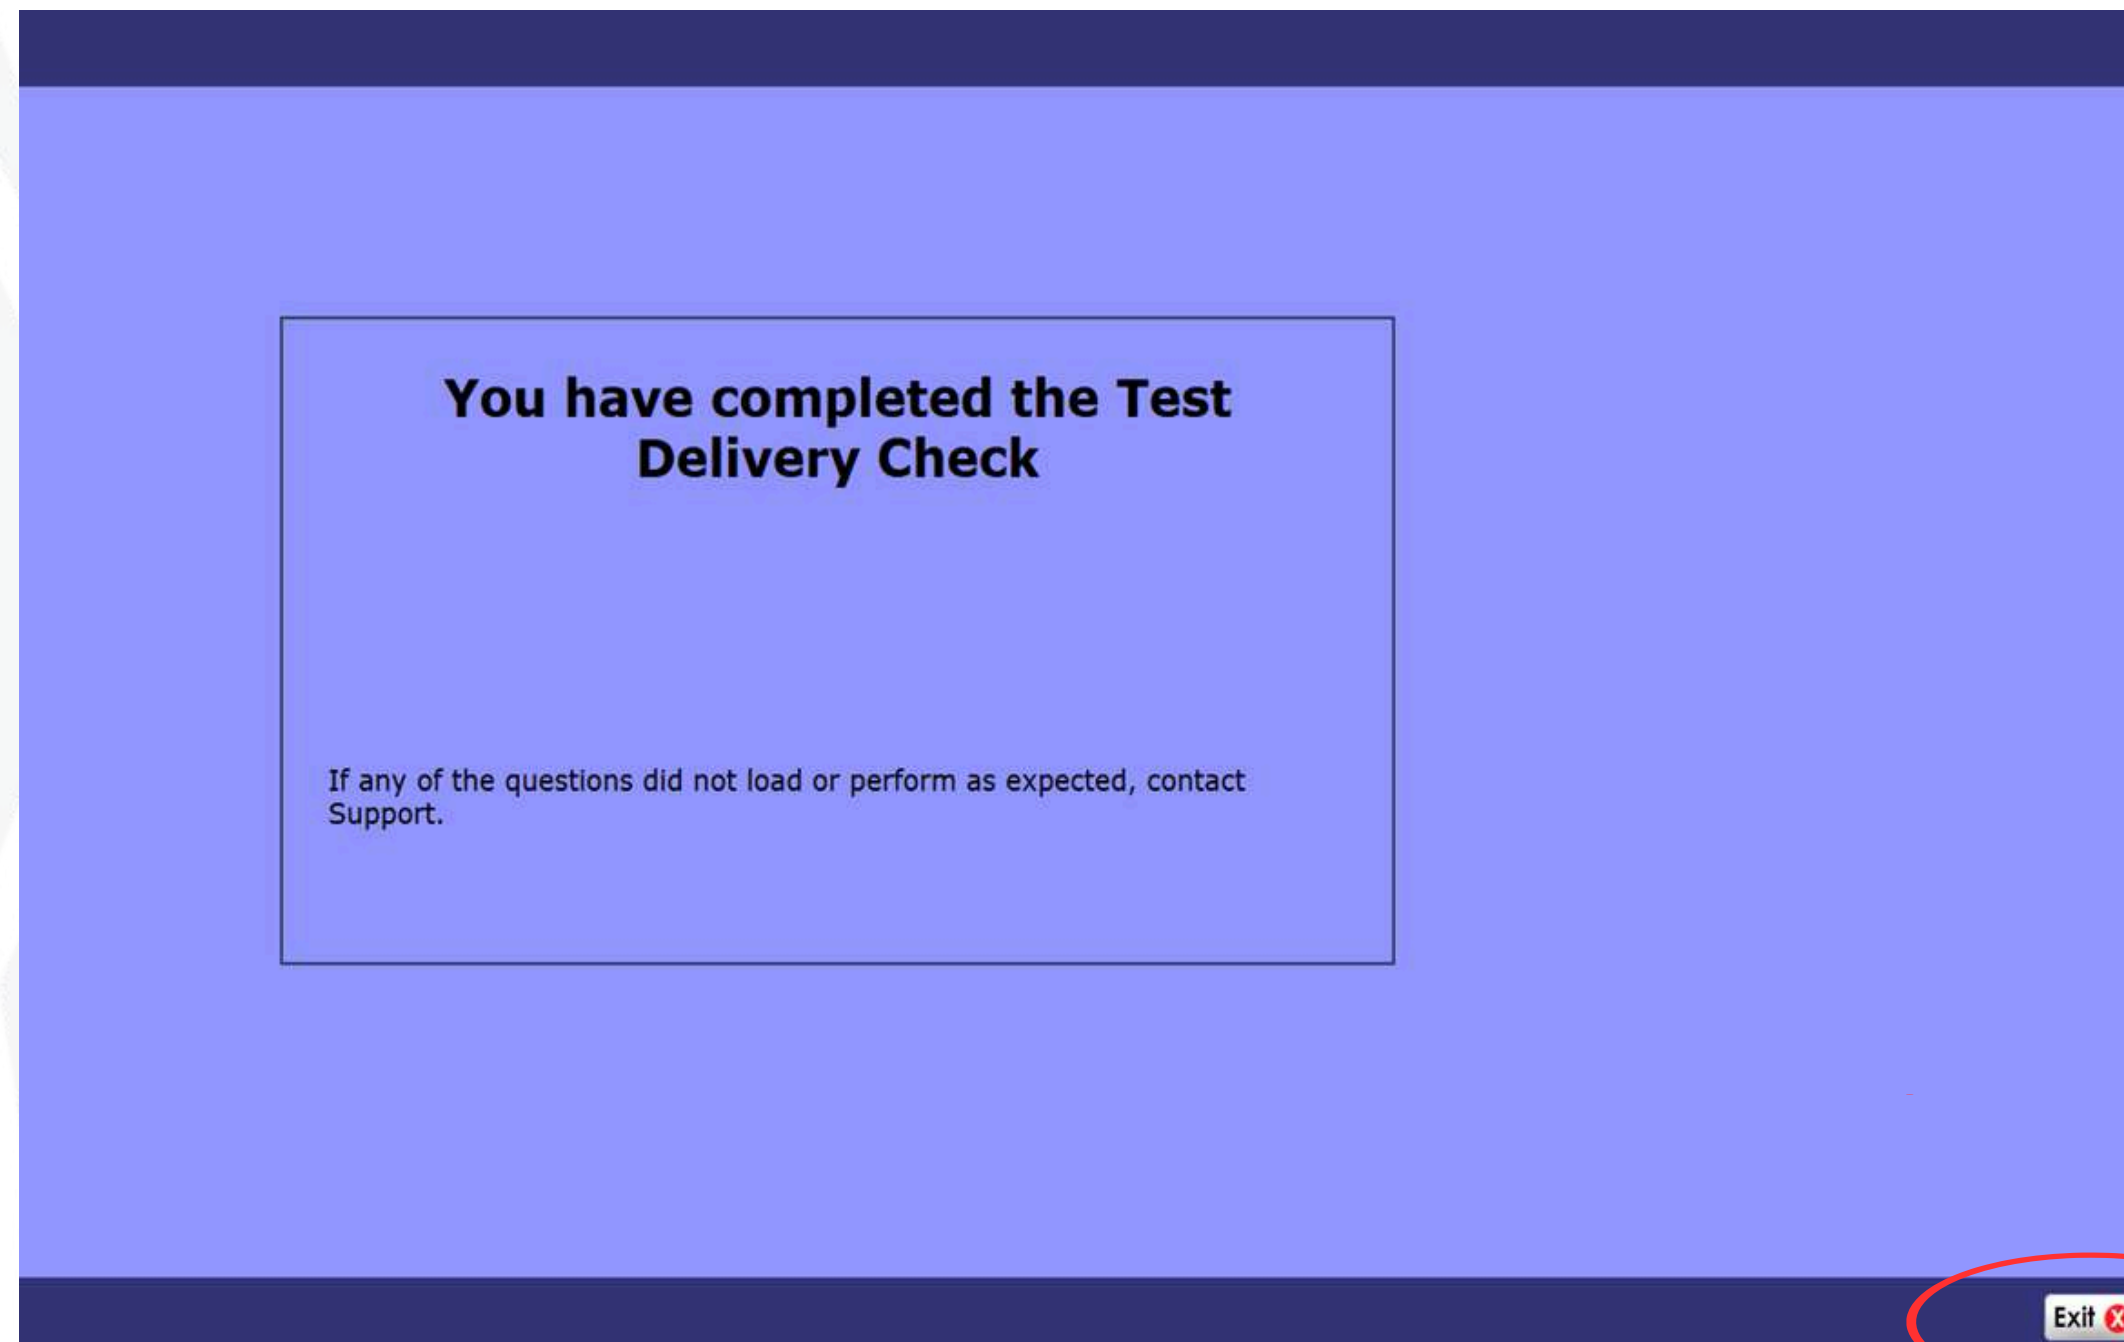 You have completed the Test
Delivery Check
If any of the questions did not load or perform as expected, contact
Support.
Exit